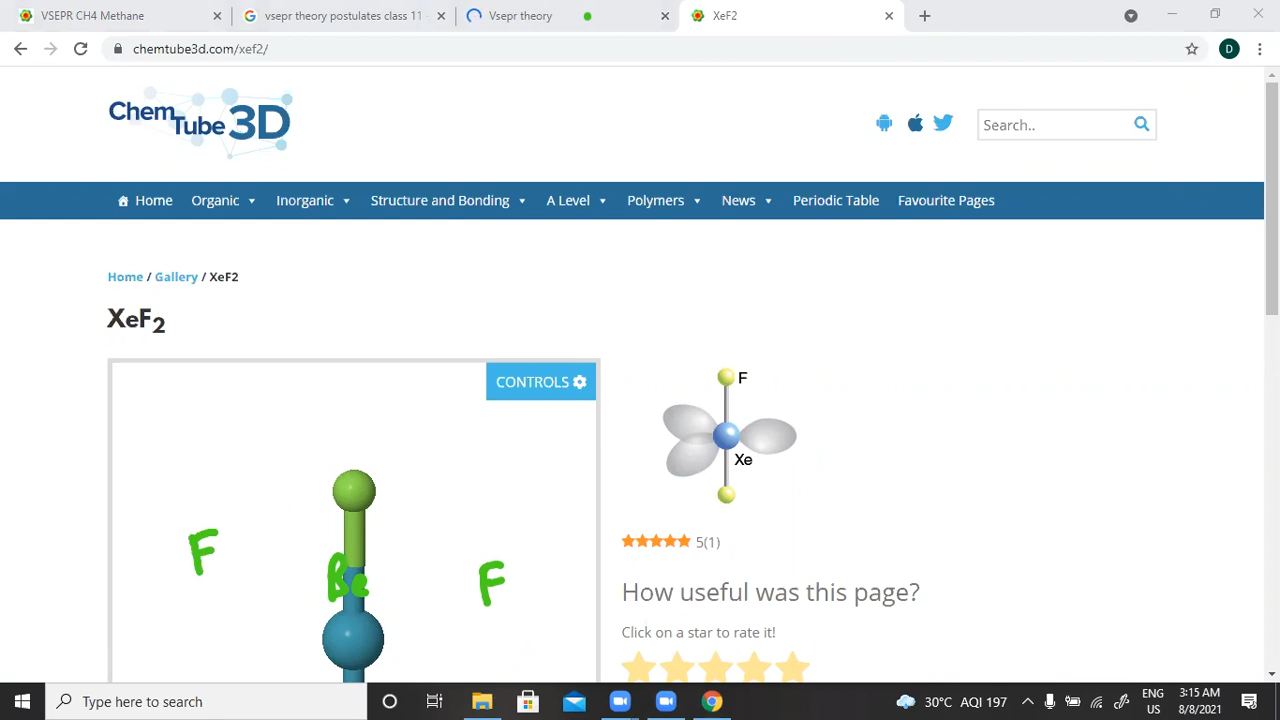 VSEPR CH4 Methane
vsepr theory postulates class 11 -
Vsepr theory
XeF2
chemtube3d.com/xef2/
D
ChemTube3D
Search..
Home
Organic
Inorganic
Structure and Bonding
A Level
Polymers
News
Periodic Table
Favourite Pages
Home / Gallery / XeF2
XeF2
CONTROLS
F
Xe
F Be F
5(1)
How useful was this page?
Click on a star to rate it!
Type here to search
30°C AQI 197
ENG
US
3:15 AM
8/8/2021